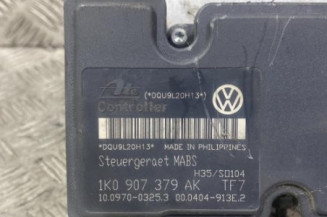 ATE
(*DQU9L20H13*)
Controller
*DQU9L20H13*
MADE IN PHILIPPINES
Steuergeraet MABS
H35/S0104
1K0 907 379 AK TF7
10.0970-0325.3 00.0404-913E.2